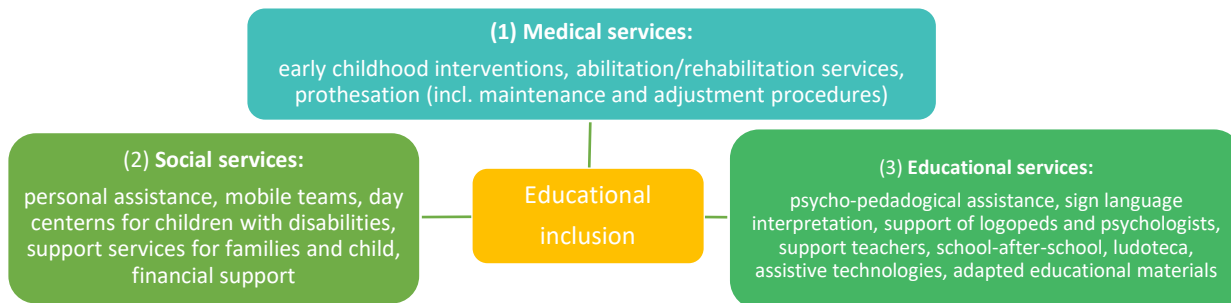 (1) Medical services:
early childhood interventions, abilitation/rehabilitation services,
prothesation (incl. maintenance and adjustment procedures)
(2) Social services:
personal assistance, mobile teams, day
centerns for children with disabilities,
support services for families and child,
financial support
Educational
inclusion
(3) Educational services:
psycho-pedadogical assistance, sign language
interpretation, support of logopeds and psychologists,
support teachers, school-after-school, ludoteca,
assistive technologies, adapted educational materials